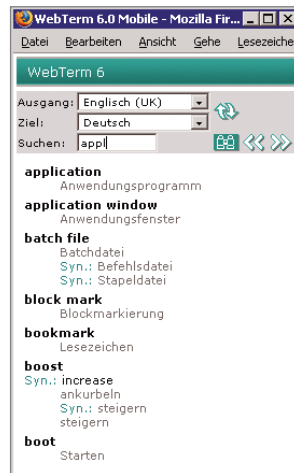 WebTerm 6.0 Mobile - Mozilla Fir...
Datei Bearbeiten Ansicht Gehe Lesezeiche
WebTerm 6
Ausgang: Englisch (UK)
Ziel: Deutsch
Suchen: appl
application
Anwendungsprogramm
application window
Anwendungsfenster
batch file
Batchdatei
Syn.: Befehlsdatei
Syn.: Stapeldatei
block mark
Blockmarkierung
bookmark
Lesezeichen
boost
Syn.: increase
ankurbeln
Syn.: steigern
steigern
boot
Starten